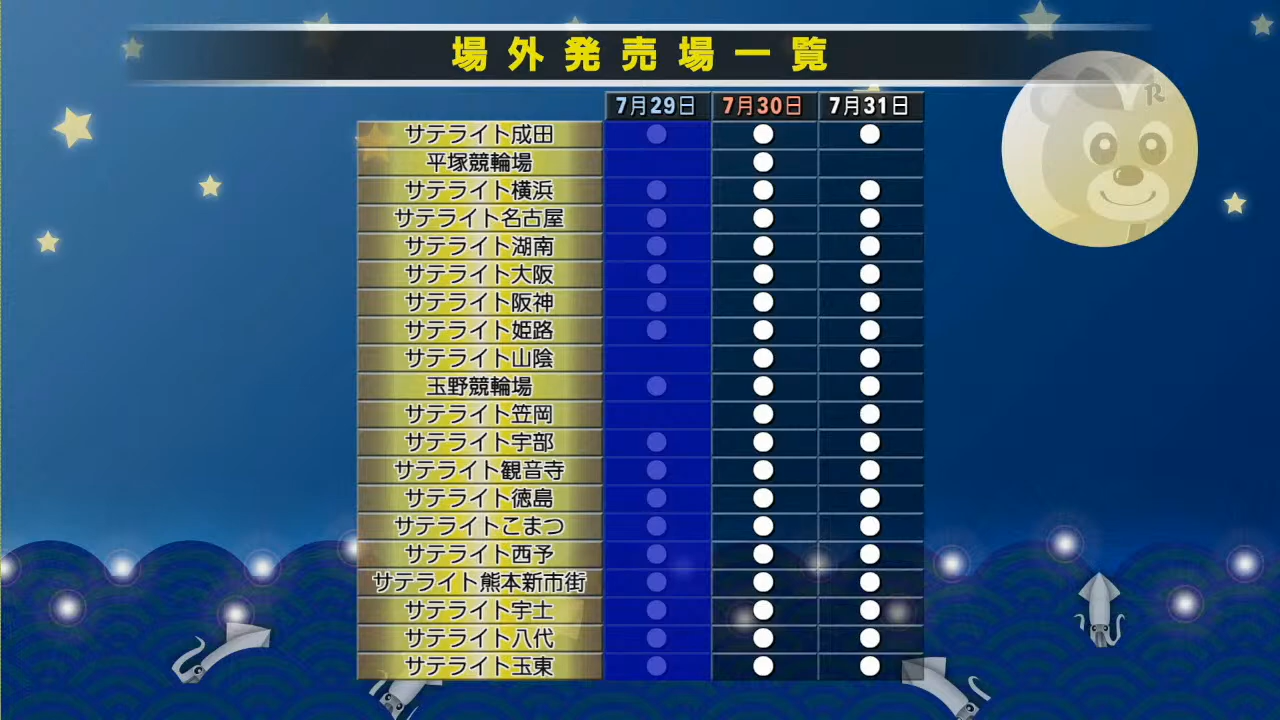 場外発売場一覧
7月29日 7月30日 7月31日
サテライト成田 ● ● ●
平塚競輪場 ●
サテライト横浜 ● ● ●
サテライト名古屋 ● ● ●
サテライト湖南 ● ● ●
サテライト大阪 ● ● ●
サテライト阪神 ● ● ●
サテライト姫路 ● ● ●
サテライト山陰 ● ●
玉野競輪場 ● ● ●
サテライト笠岡 ● ●
サテライト宇部 ● ● ●
サテライト観音寺 ● ● ●
サテライト徳島 ● ● ●
サテライトこまつ ● ● ●
サテライト西予 ● ● ●
サテライト熊本新市街 ● ● ●
サテライト宇土 ● ● ●
サテライト八代 ● ● ●
サテライト玉東 ● ● ●